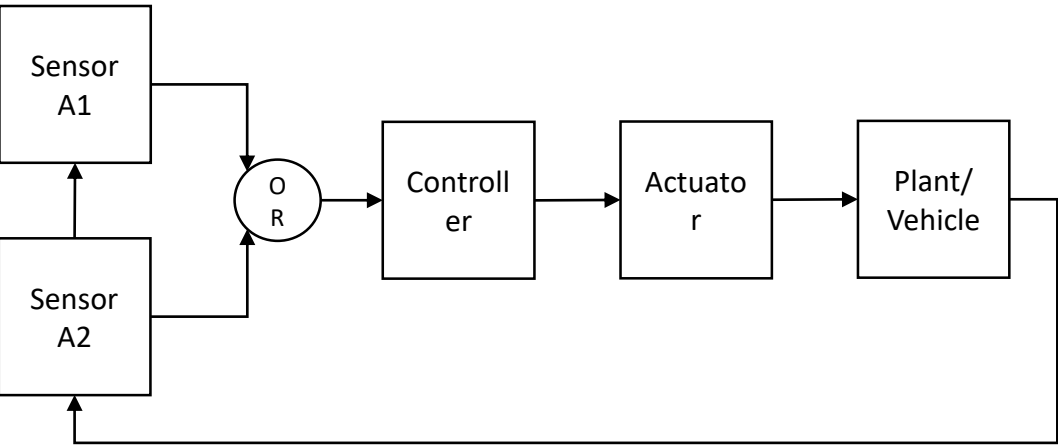 Sensor
A1
O
R
Controll
er
Actuato
r
Plant/
Vehicle
Sensor
A2